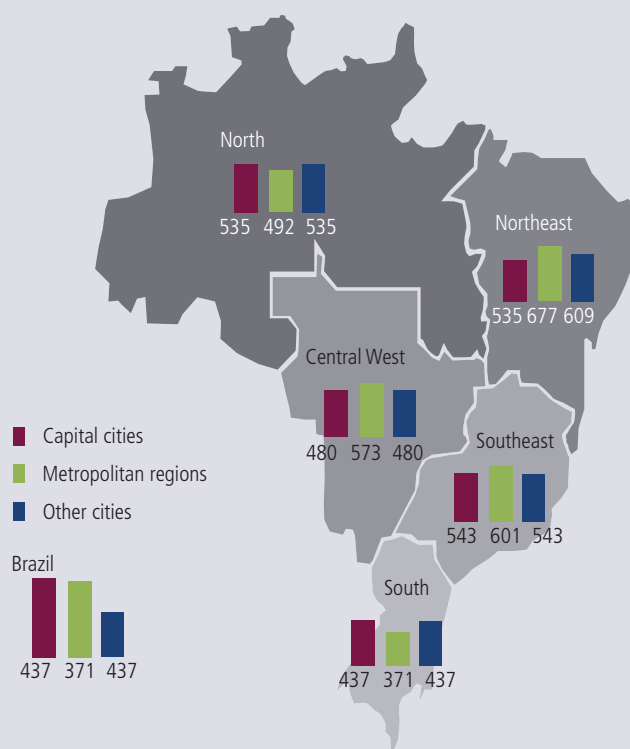 North
535 492 535
Northeast
535 677 609
Central West
480 573 480
Southeast
543 601 543
Capital cities
Metropolitan regions
Other cities
Brazil
437 371 437
South
437 371 437